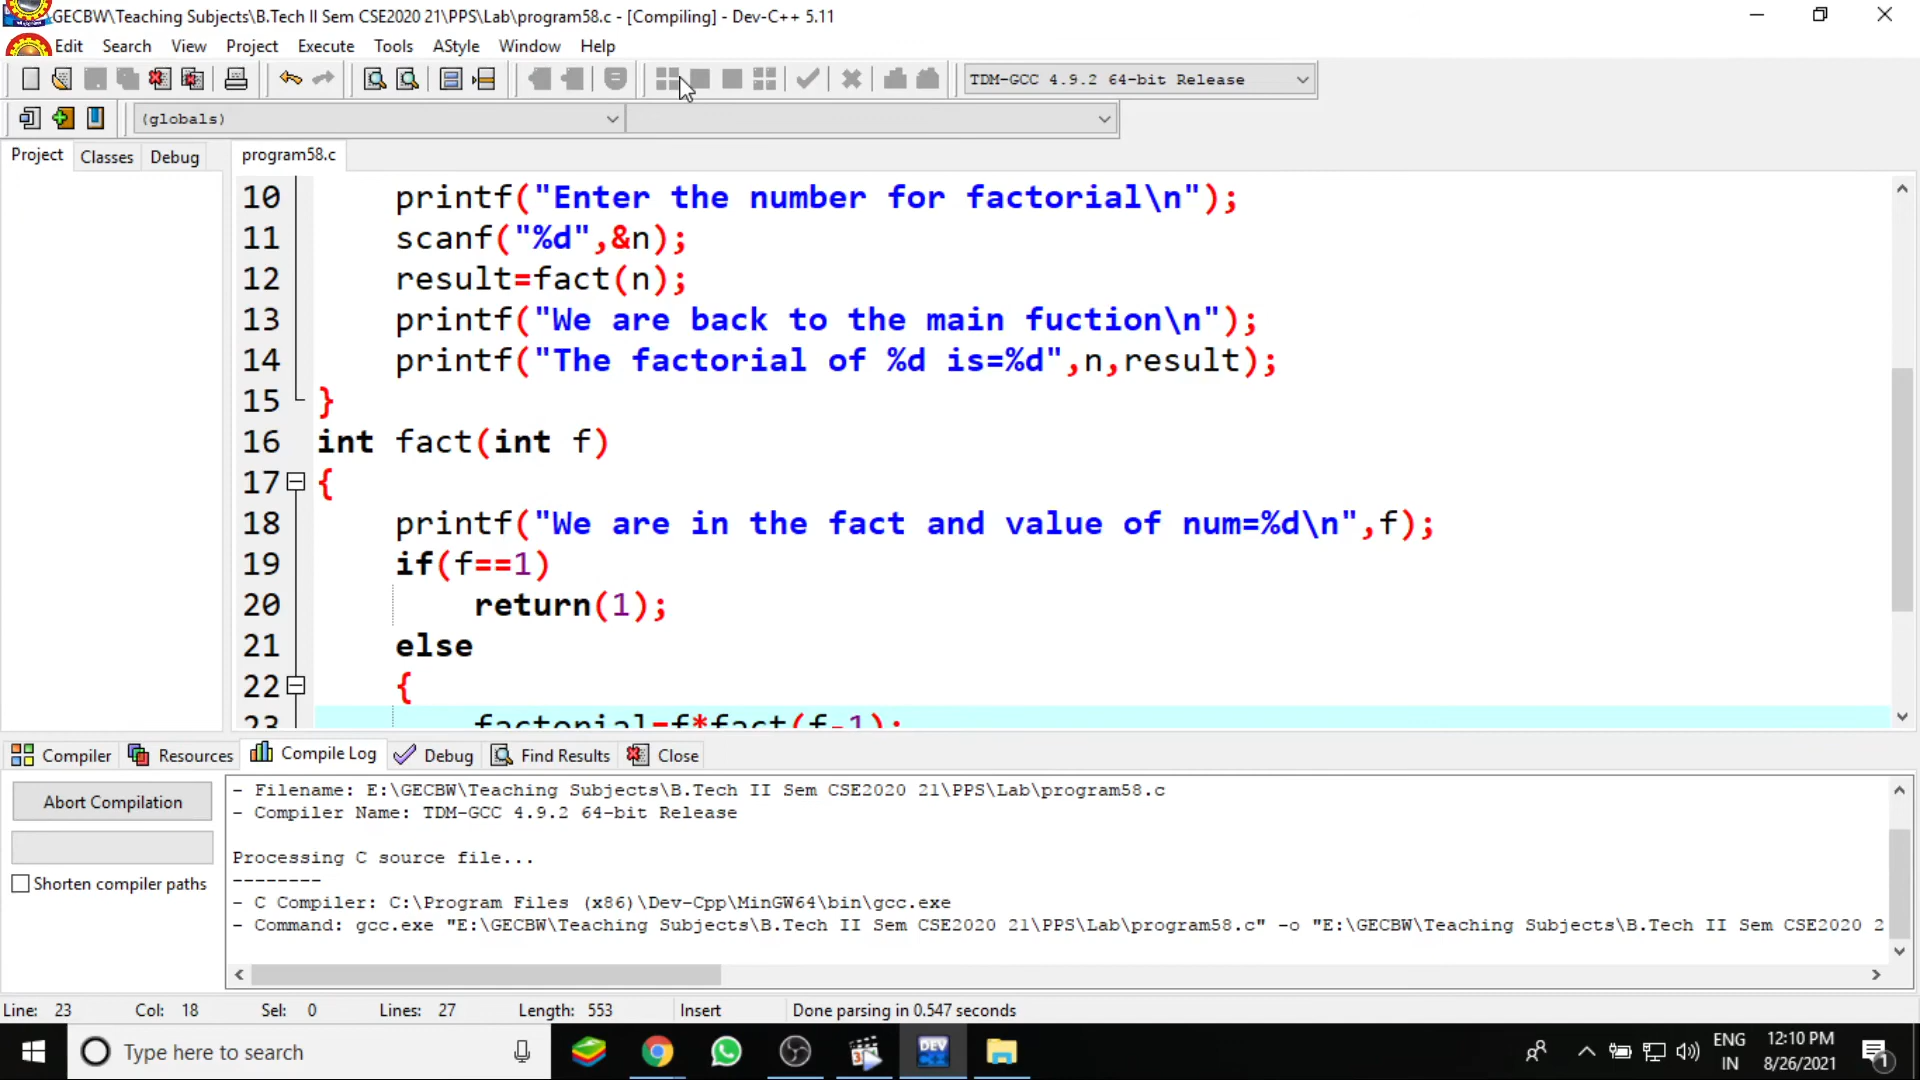 GECBW\Teaching Subjects\B.Tech II Sem CSE2020 21\PPS\Lab\program58.c - [Compiling] - Dev-C++ 5.11
Edit Search View Project Execute Tools AStyle Window Help
TDM-GCC 4.9.2 64-bit Release
(globals)
Project Classes Debug program58.c
10 printf("Enter the number for factorial\n");
11 scanf("%d",&n);
12 result=fact(n);
13 printf("We are back to the main fuction\n");
14 printf("The factorial of %d is=%d",n,result);
15 }
16 int fact(int f)
17 {
18 printf("We are in the fact and value of num=%d\n",f);
19 if(f==1)
20 return(1);
21 else
22 {
23 factorial=f*fact(f-1);
Compiler Resources Compile Log Debug Find Results Close
Abort Compilation
Shorten compiler paths
- Filename: E:\GECBW\Teaching Subjects\B.Tech II Sem CSE2020 21\PPS\Lab\program58.c
- Compiler Name: TDM-GCC 4.9.2 64-bit Release
Processing C source file...
--------
- C Compiler: C:\Program Files (x86)\Dev-Cpp\MinGW64\bin\gcc.exe
- Command: gcc.exe "E:\GECBW\Teaching Subjects\B.Tech II Sem CSE2020 21\PPS\Lab\program58.c" -o "E:\GECBW\Teaching Subjects\B.Tech II Sem CSE2020 2
Line: 23 Col: 18 Sel: 0 Lines: 27 Length: 553 Insert Done parsing in 0.547 seconds
Type here to search
DEV
ENG
IN
12:10 PM
8/26/2021
1